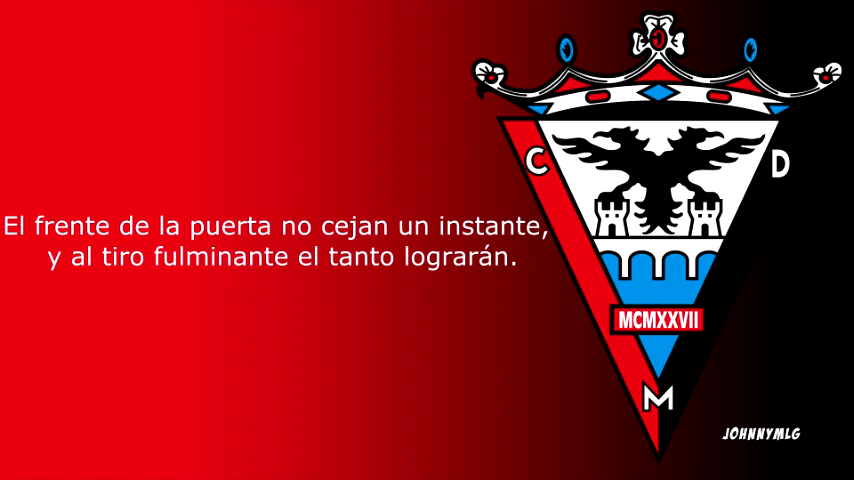 C D
El frente de la puerta no cejan un instante,
y al tiro fulminante el tanto lograrán.
MCMXXVII
M
JOHNNYMLG